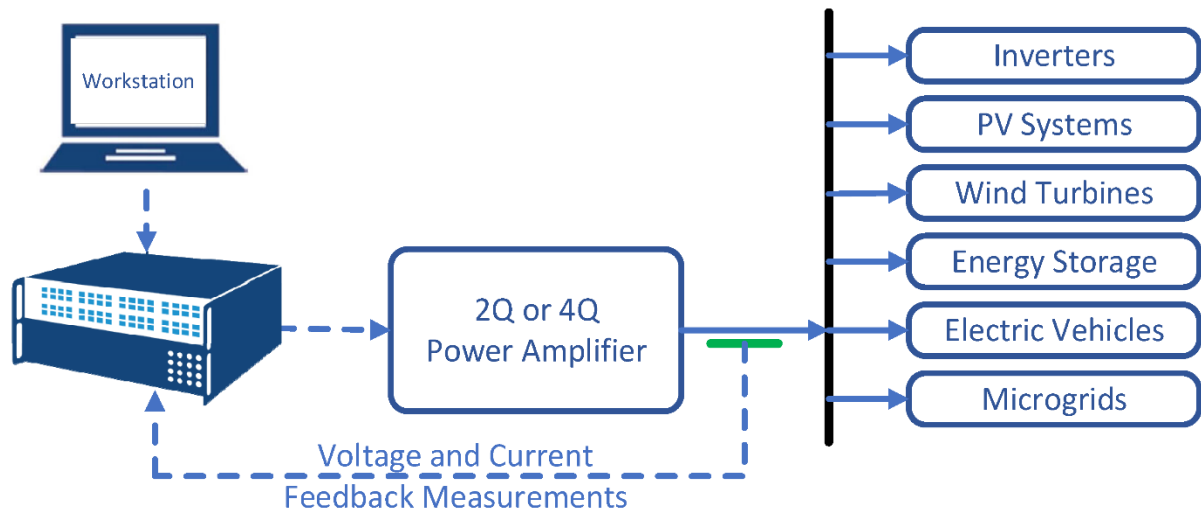 Workstation
2Q or 4Q
Power Amplifier
Voltage and Current
Feedback Measurements
Inverters
PV Systems
Wind Turbines
Energy Storage
Electric Vehicles
Microgrids